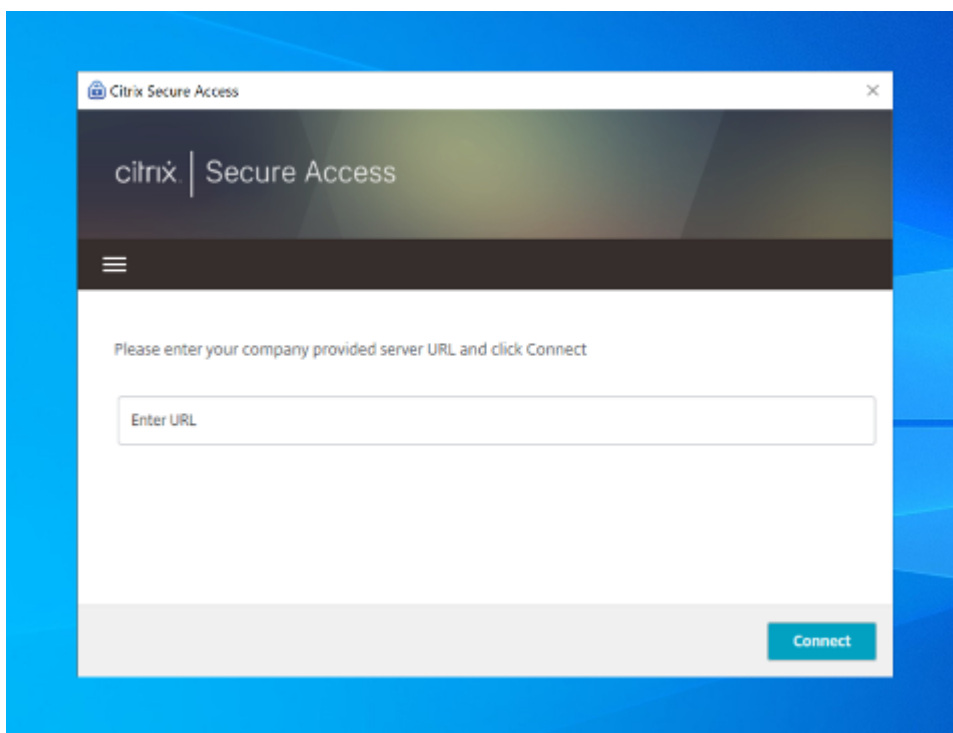 Citrix Secure Access
citrix. | Secure Access
Please enter your company provided server URL and click Connect
Enter URL
Connect